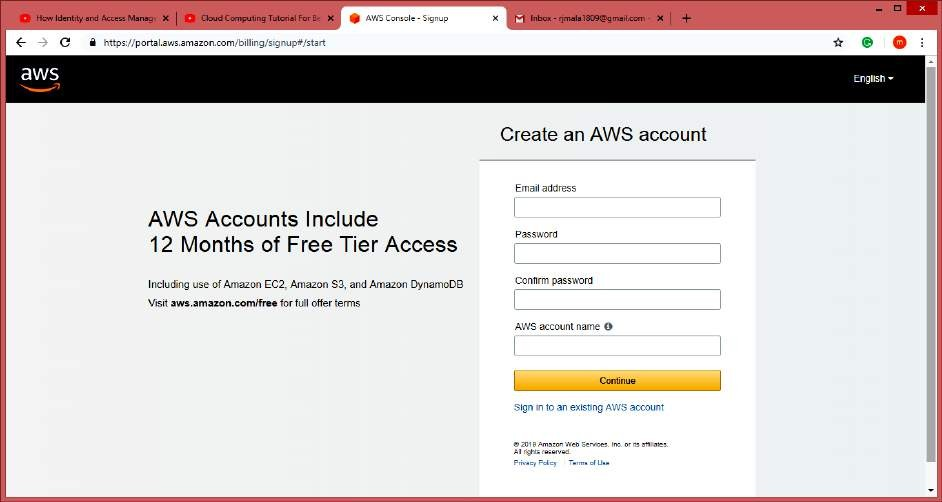 How Identity and Access Manag
Cloud Computing Tutorial For Be
AWS Console - Signup
Inbox - rjmala1809@gmail.com -
https://portal.aws.amazon.com/billing/signup#/start
m
aws
English
Create an AWS account
AWS Accounts Include
12 Months of Free Tier Access
Including use of Amazon EC2, Amazon S3, and Amazon DynamoDB
Visit aws.amazon.com/free for full offer terms
Email address
Password
Confirm password
AWS account name
Continue
Sign in to an existing AWS account
© 2019 Amazon Web Services, Inc. or its affiliates.
All rights reserved.
Privacy Policy | Terms of Use